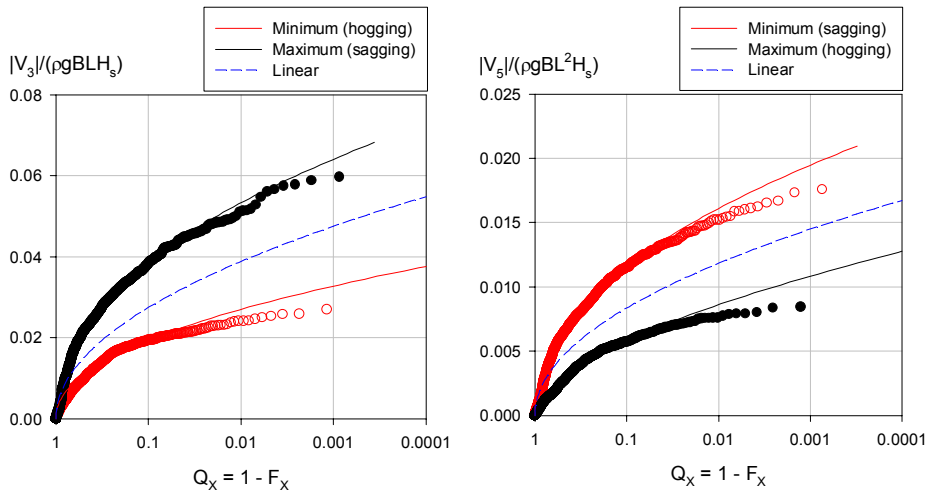 Minimum (hogging)
Maximum (sagging)
Linear
|V3|/(ρgBLHs)
0.08
0.06
0.04
0.02
0.00
1
0.1
0.01
0.001
0.0001
QX = 1 - FX
Minimum (sagging)
Maximum (hogging)
Linear
|V5|/(ρgBL²Hs)
0.025
0.020
0.015
0.010
0.005
0.000
1
0.1
0.01
0.001
0.0001
QX = 1 - FX